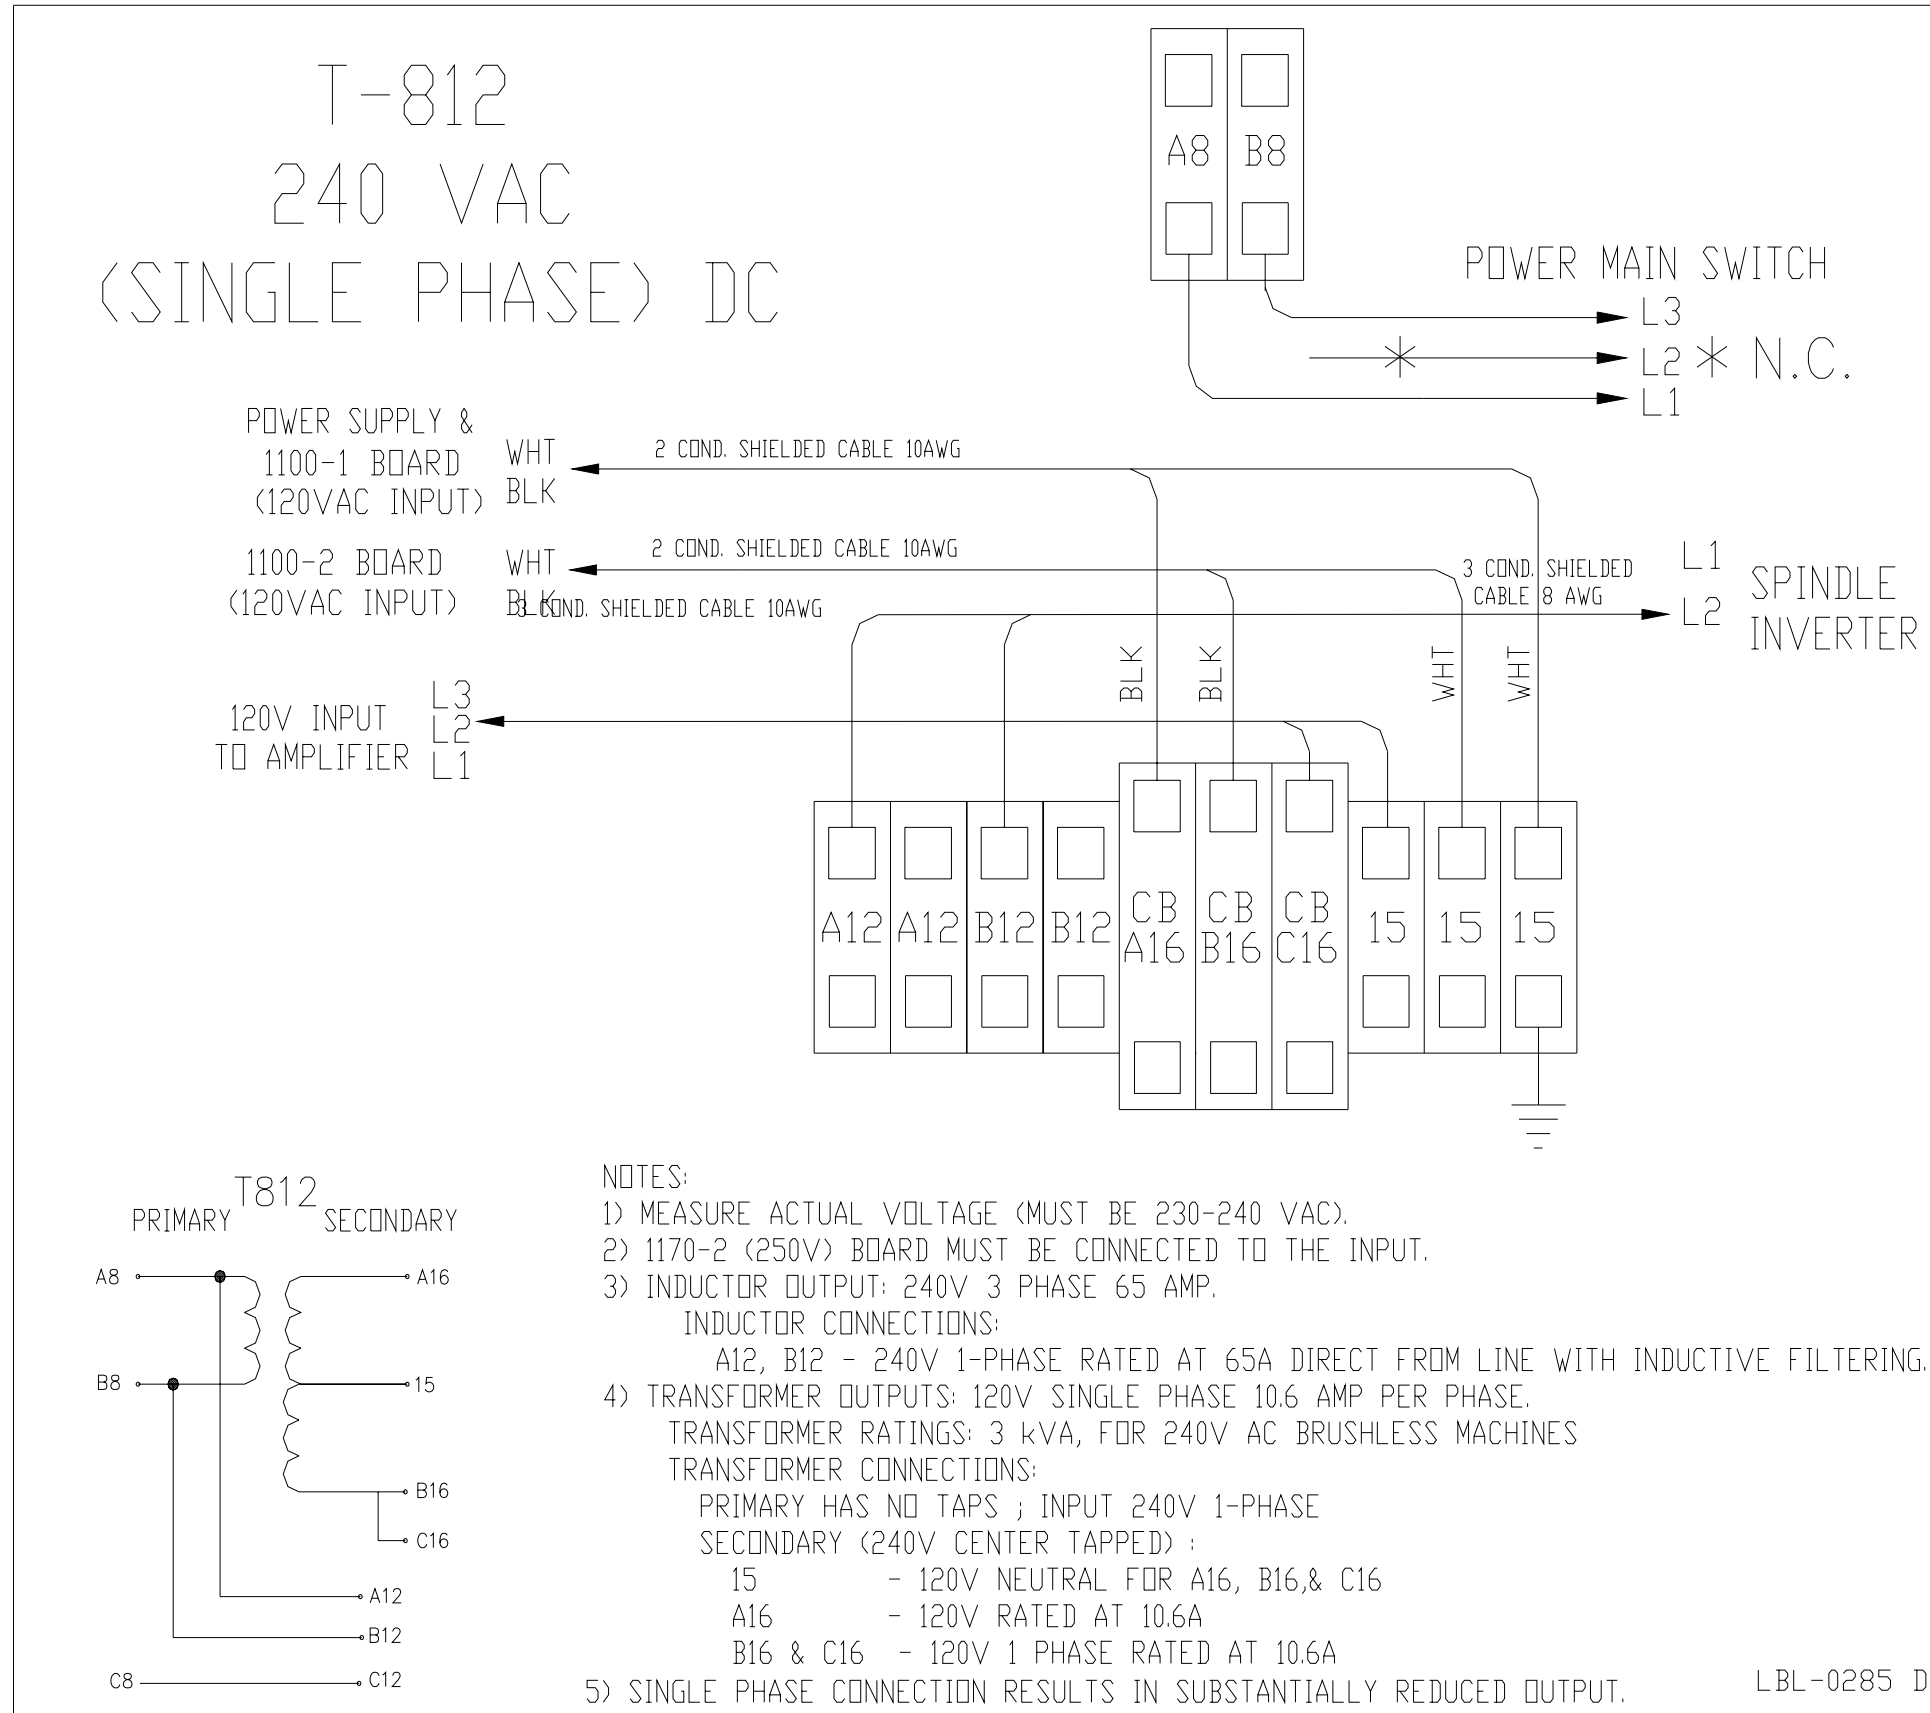 T-812
240 VAC
(SINGLE PHASE) DC
A8 B8
POWER MAIN SWITCH
L3
L2 * N.C.
L1
POWER SUPPLY &
1100-1 BOARD
(120VAC INPUT)
WHT
BLK
2 COND. SHIELDED CABLE 10AWG
1100-2 BOARD
(120VAC INPUT)
WHT
BLK
2 COND. SHIELDED CABLE 10AWG
3 COND. SHIELDED CABLE 10AWG
3 COND. SHIELDED
CABLE 8 AWG
L1
L2
SPINDLE
INVERTER
BLK
BLK
WHT
WHT
120V INPUT
TO AMPLIFIER
L3
L2
L1
A12 A12 B12 B12 CB A16 CB B16 CB C16 15 15 15
T812
PRIMARY SECONDARY
A8 A16
B8 15
B16
C16
A12
B12
C8 C12
NOTES:
1) MEASURE ACTUAL VOLTAGE (MUST BE 230-240 VAC).
2) 1170-2 (250V) BOARD MUST BE CONNECTED TO THE INPUT.
3) INDUCTOR OUTPUT: 240V 3 PHASE 65 AMP.
INDUCTOR CONNECTIONS:
A12, B12 - 240V 1-PHASE RATED AT 65A DIRECT FROM LINE WITH INDUCTIVE FILTERING.
4) TRANSFORMER OUTPUTS: 120V SINGLE PHASE 10.6 AMP PER PHASE.
TRANSFORMER RATINGS: 3 kVA, FOR 240V AC BRUSHLESS MACHINES
TRANSFORMER CONNECTIONS:
PRIMARY HAS NO TAPS ; INPUT 240V 1-PHASE
SECONDARY (240V CENTER TAPPED) :
15 - 120V NEUTRAL FOR A16, B16,& C16
A16 - 120V RATED AT 10.6A
B16 & C16 - 120V 1 PHASE RATED AT 10.6A
5) SINGLE PHASE CONNECTION RESULTS IN SUBSTANTIALLY REDUCED OUTPUT.
LBL-0285 D